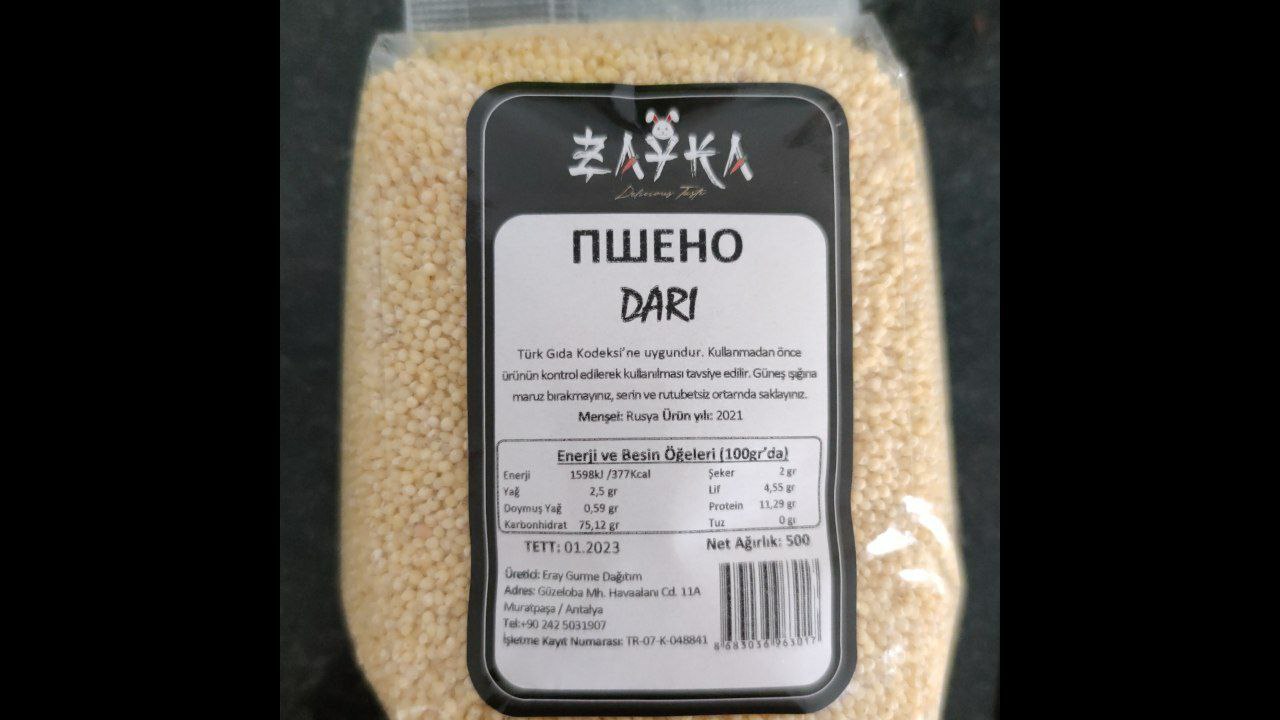 ZAYKA
Delicious Taste
ПШЕНО
DARI
Türk Gıda Kodeksi'ne uygundur. Kullanmadan önce
ürünün kontrol edilerek kullanılması tavsiye edilir. Güneş ışığına
maruz bırakmayınız, serin ve rutubetsiz ortamda saklayınız.
Menşei: Rusya Ürün yılı: 2021
Enerji ve Besin Öğeleri (100gr'da)
Enerji 1598kJ /377Kcal Şeker 2 gr
Yağ 2,5 gr Lif 4,55 gr
Doymuş Yağ 0,59 gr Protein 11,29 gr
Karbonhidrat 75,12 gr Tuz 0 gr
TETT: 01.2023 Net Ağırlık: 500
Üretici: Eray Gurme Dağıtım
Adres: Güzeloba Mh. Havaalanı Cd. 11A
Muratpaşa / Antalya
Tel:+90 242 5031907
İşletme Kayıt Numarası: TR-07-K-048841
8683036963017